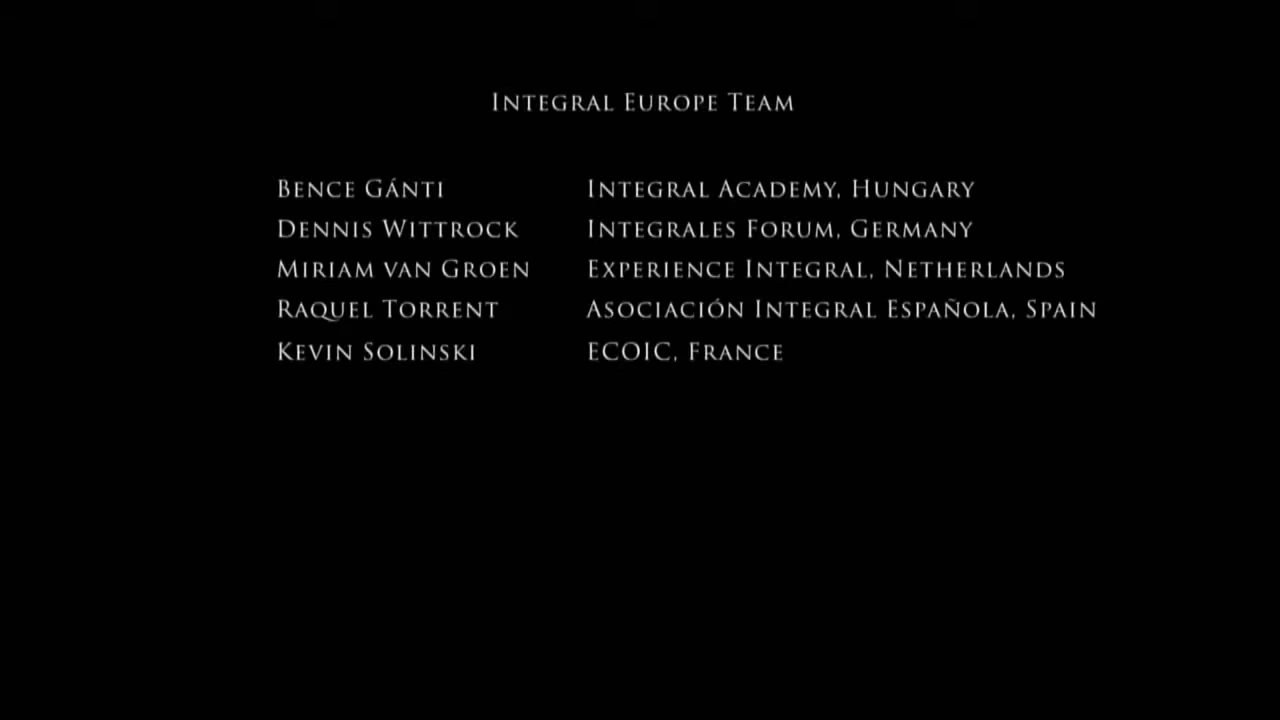 Integral Europe Team
Bence Gánti Integral Academy, Hungary
Dennis Wittrock Integrales Forum, Germany
Miriam van Groen Experience Integral, Netherlands
Raquel Torrent Asociación Integral Española, Spain
Kevin Solinski ECOIC, France